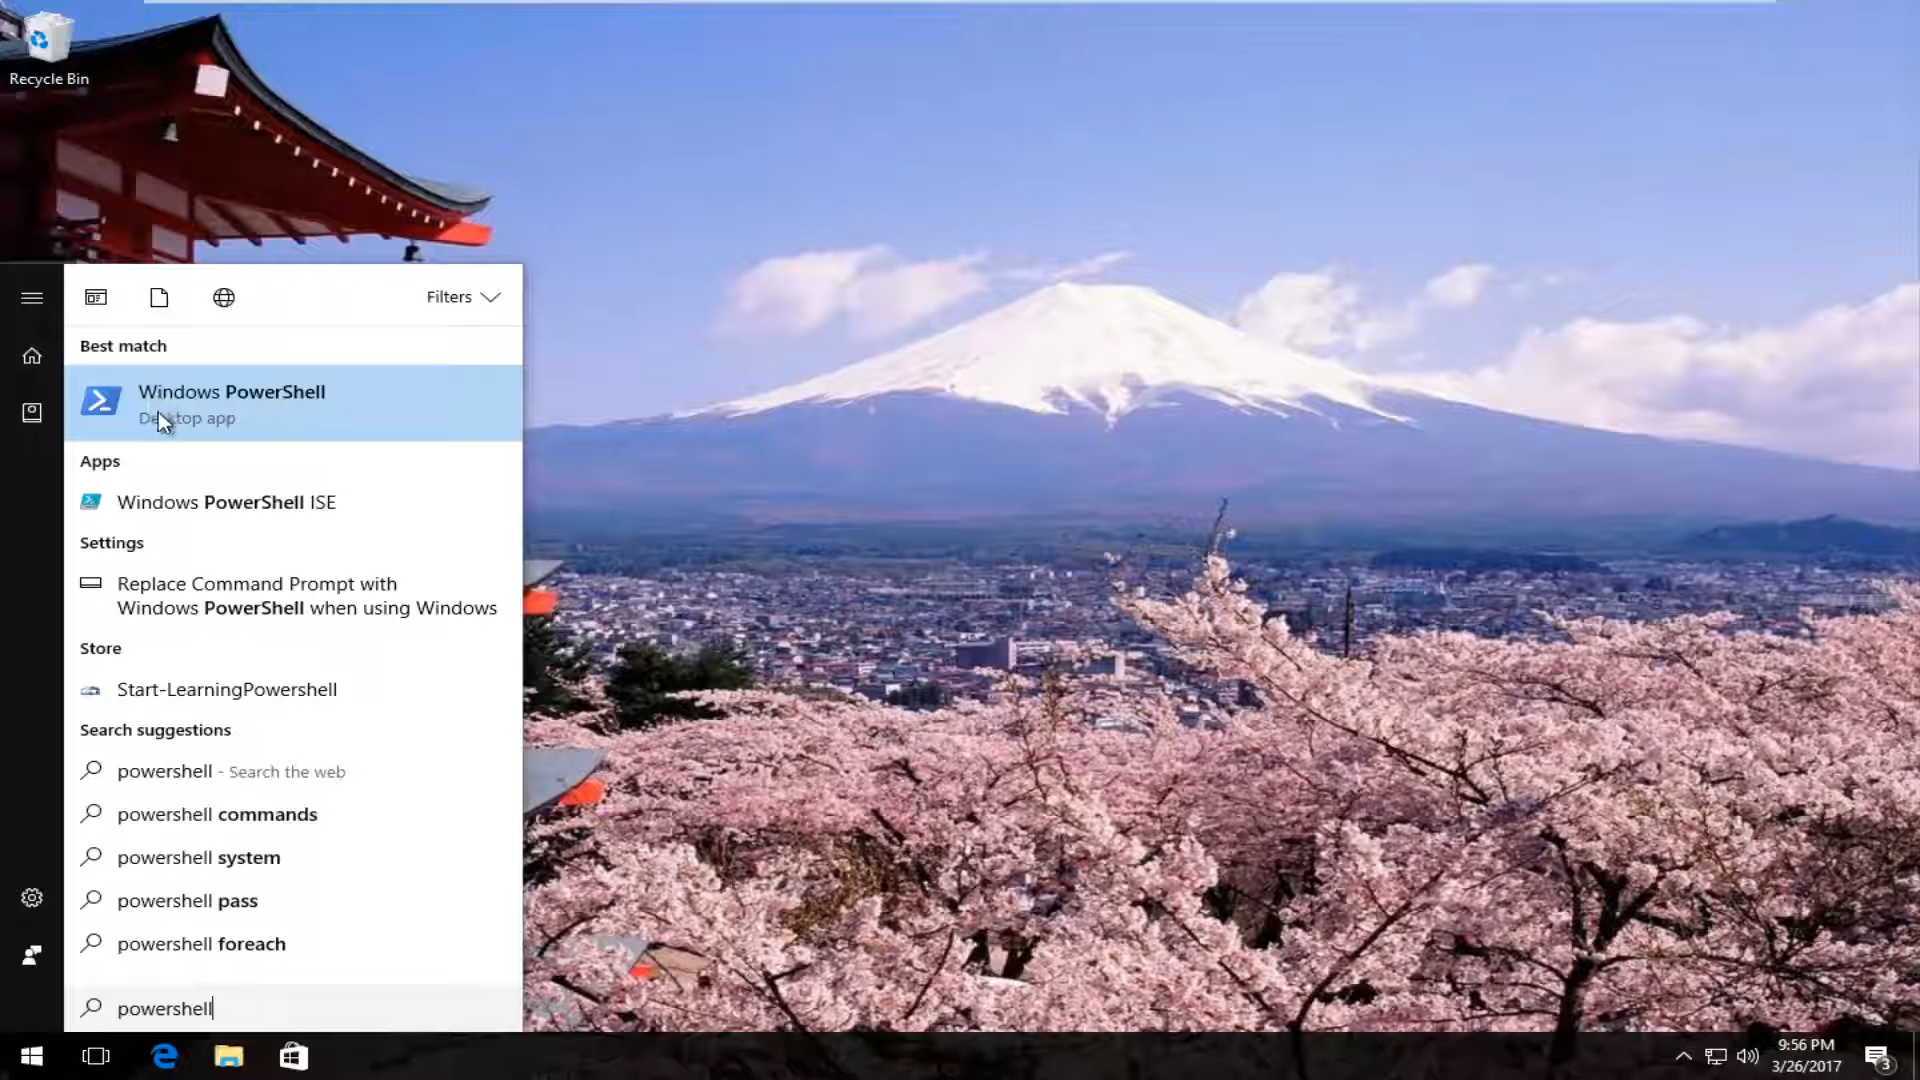 Recycle Bin
Filters
Best match
Windows PowerShell
Desktop app
Apps
Windows PowerShell ISE
Settings
Replace Command Prompt with
Windows PowerShell when using Windows
Store
Start-LearningPowershell
Search suggestions
powershell - Search the web
powershell commands
powershell system
powershell pass
powershell foreach
powershell
9:56 PM
3/26/2017
3